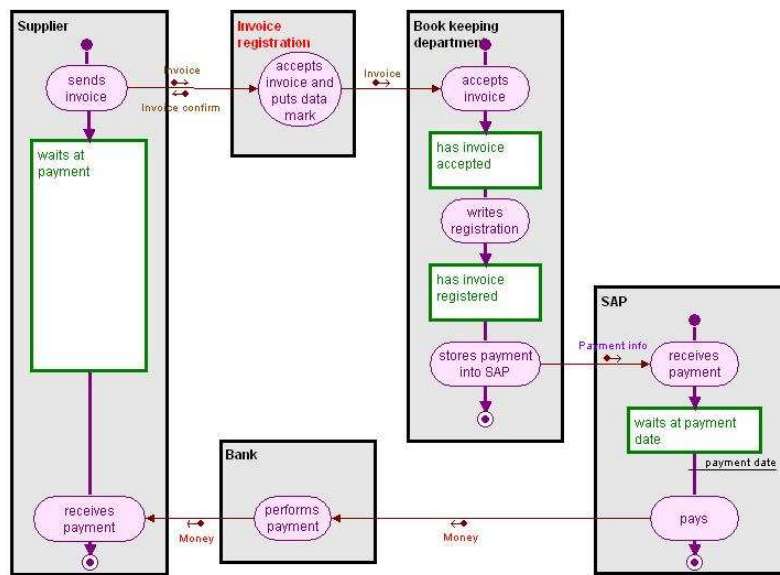 Supplier
sends
invoice
waits at
payment
receives
payment
Invoice
Invoice confirm
Invoice
registration
accepts
invoice and
puts data
mark
Invoice
Book keeping
department
accepts
invoice
has invoice
accepted
writes
registration
has invoice
registered
stores payment
into SAP
Payment info
SAP
receives
payment
waits at payment
date
payment date
pays
Money
Bank
performs
payment
Money